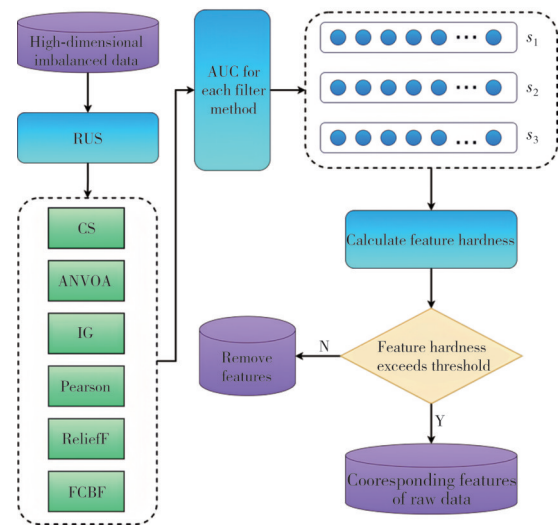 High-dimensional
imbalanced data
RUS
CS
ANVOA
IG
Pearson
ReliefF
FCBF
AUC for
each filter
method
... s1
... s2
... s3
Calculate feature hardness
Feature hardness
exceeds threshold
N
Remove
features
Y
Cooresponding features
of raw data